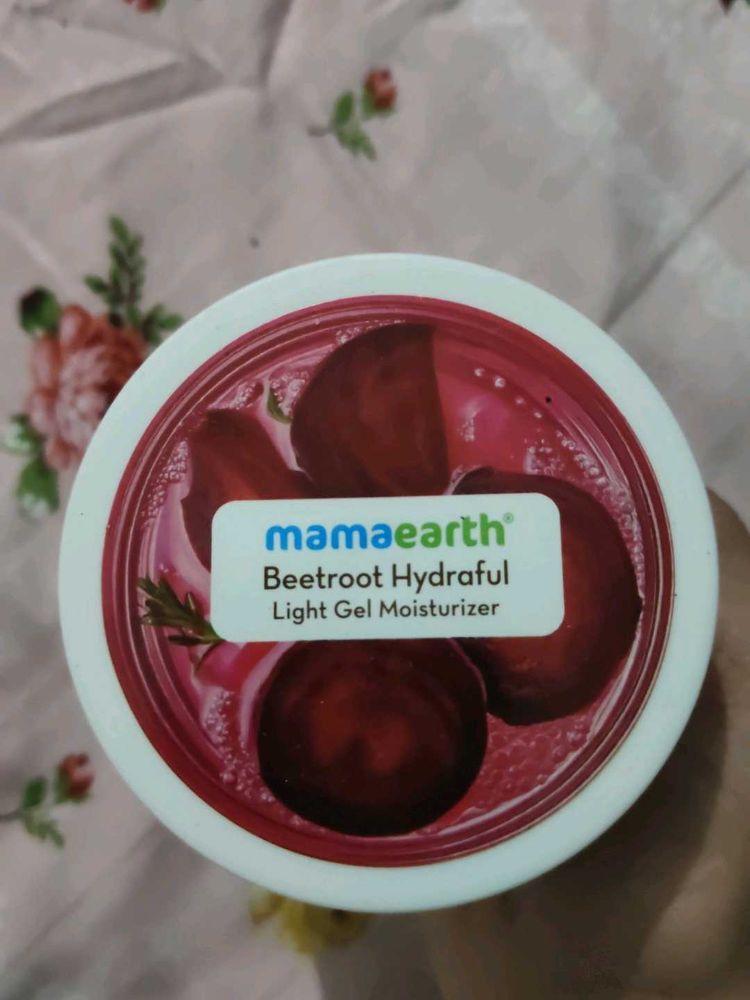 mamaearth®
Beetroot Hydraful
Light Gel Moisturizer